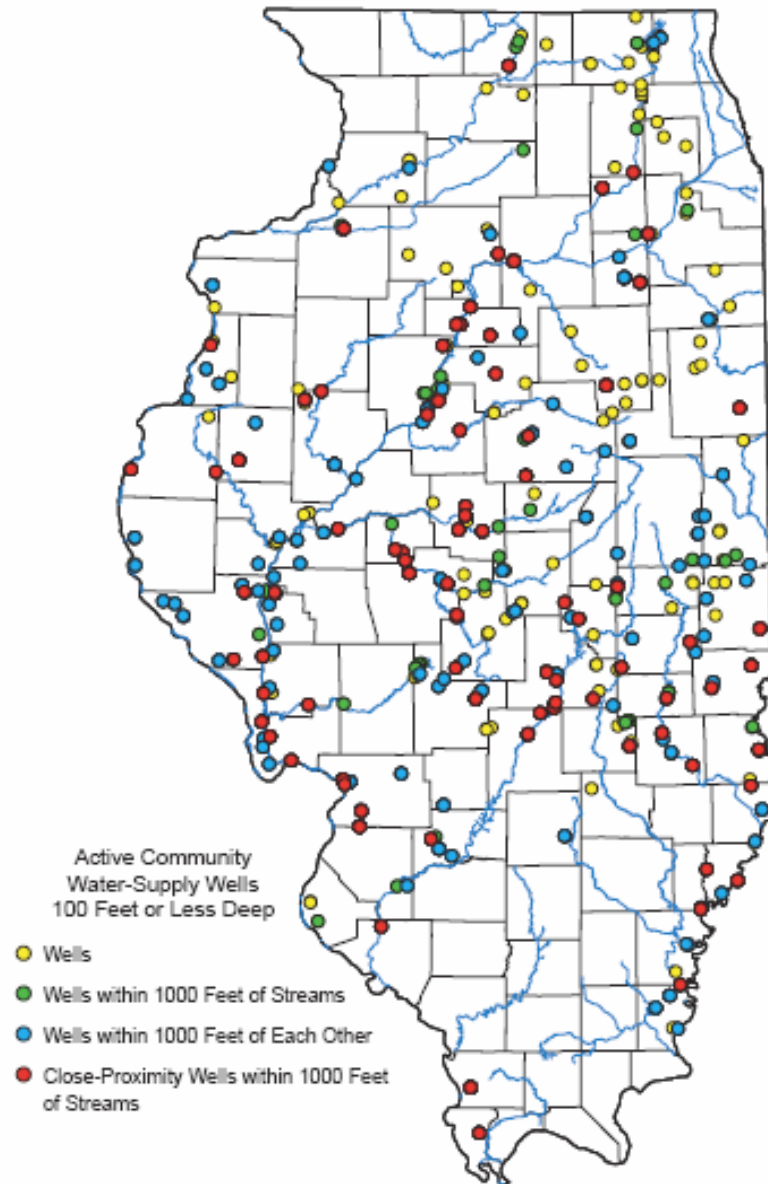 Active Community
Water-Supply Wells
100 Feet or Less Deep
Wells
Wells within 1000 Feet of Streams
Wells within 1000 Feet of Each Other
Close-Proximity Wells within 1000 Feet
of Streams